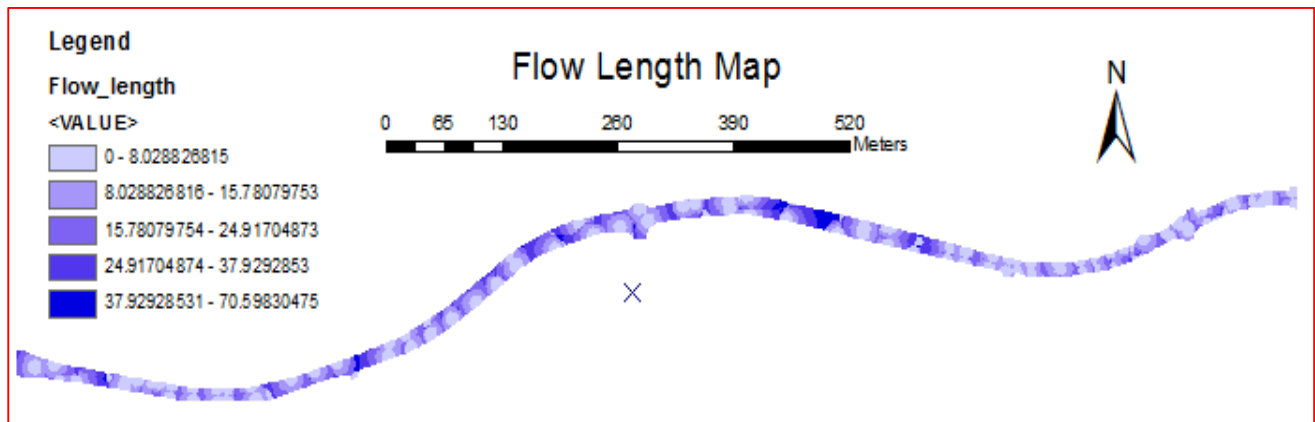 Legend
Flow Length Map
N
Flow_length
<VALUE>
0 65 130 260 390 520
Meters
0 - 8.028826815
8.028826816 - 15.78079753
15.78079754 - 24.91704873
24.91704874 - 37.9292853
37.92928531 - 70.59830475